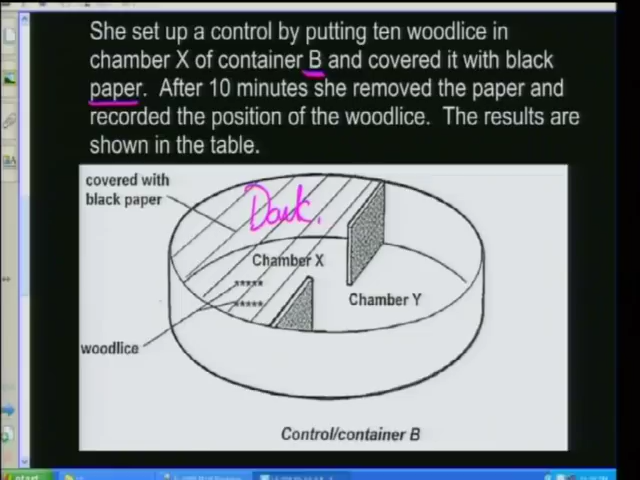 She set up a control by putting ten woodlice in
chamber X of container B and covered it with black
paper. After 10 minutes she removed the paper and
recorded the position of the woodlice. The results are
shown in the table.
covered with
black paper
Dark.
Chamber X
Chamber Y
*****
*****
woodlice
Control/container B
start